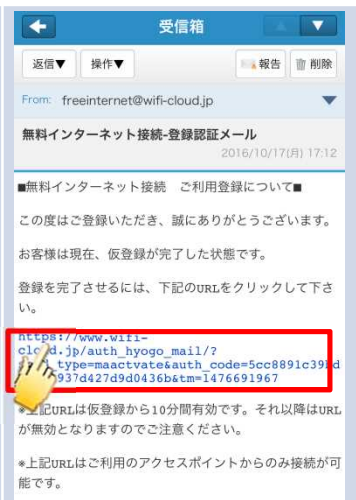 受信箱
▼
返信▼ 操作▼ 報告 削除
From: freeinternet@wifi-cloud.jp
無料インターネット接続-登録認証メール
2016/10/17(月) 17:12
■無料インターネット接続 ご利用登録について■
この度はご登録いただき、誠にありがとうございます。
お客様は現在、仮登録が完了した状態です。
登録を完了させるには、下記のURLをクリックして下さ
い。
https://www.wifi-
cloud.jp/auth_hyogo_mail/?
type=maactvate&auth_code=5cc8891c39
937d427d9d0436b&tm=1476691967
*上記URLは仮登録から10分間有効です。それ以降はURL
が無効となりますのでご注意ください。
*上記URLはご利用のアクセスポイントからのみ接続が可
能です。